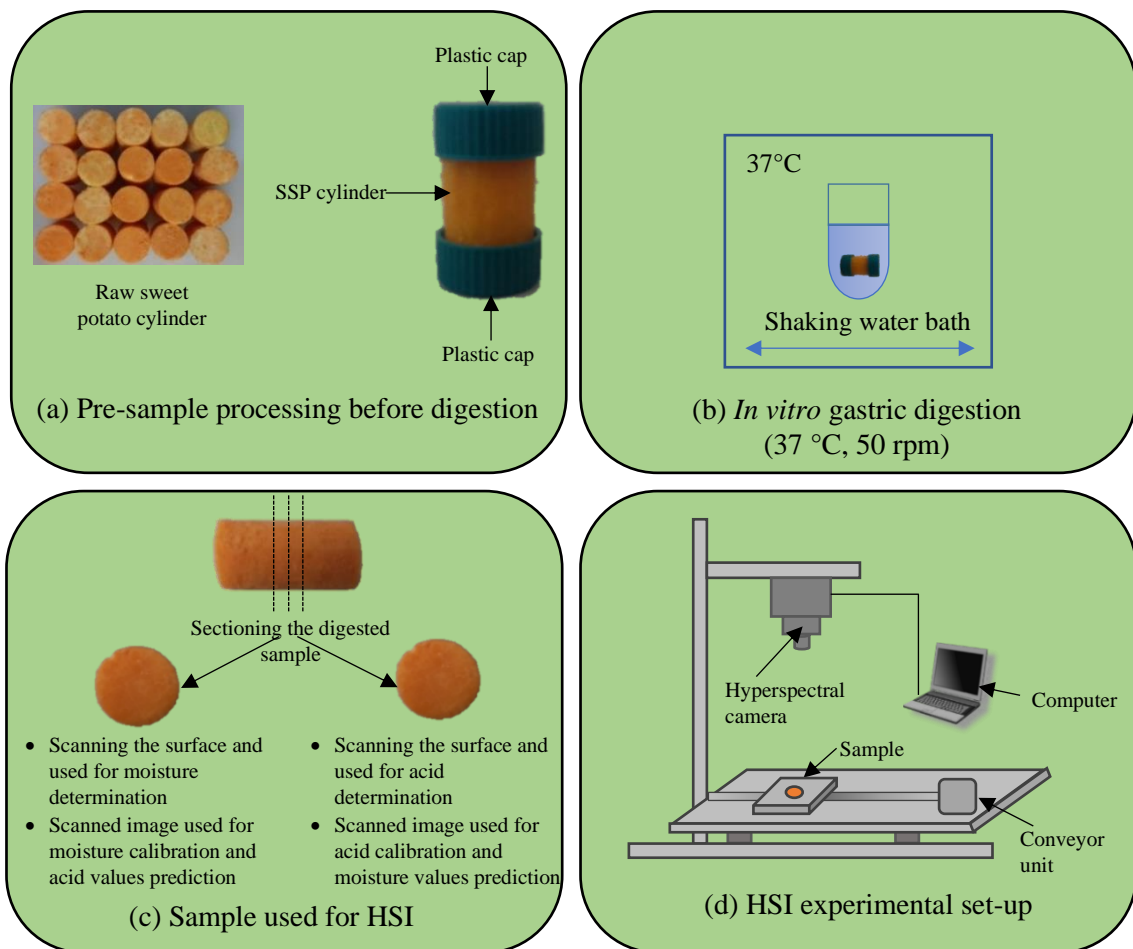 Plastic cap
SSP cylinder
Raw sweet
potato cylinder
Plastic cap
(a) Pre-sample processing before digestion
37°C
Shaking water bath
(b) In vitro gastric digestion
(37 °C, 50 rpm)
Sectioning the digested
sample
• Scanning the surface and
used for moisture
determination
• Scanned image used for
moisture calibration and
acid values prediction
• Scanning the surface and
used for acid
determination
• Scanned image used for
acid calibration and
moisture values prediction
(c) Sample used for HSI
Hyperspectral
camera
Computer
Sample
Conveyor
unit
(d) HSI experimental set-up